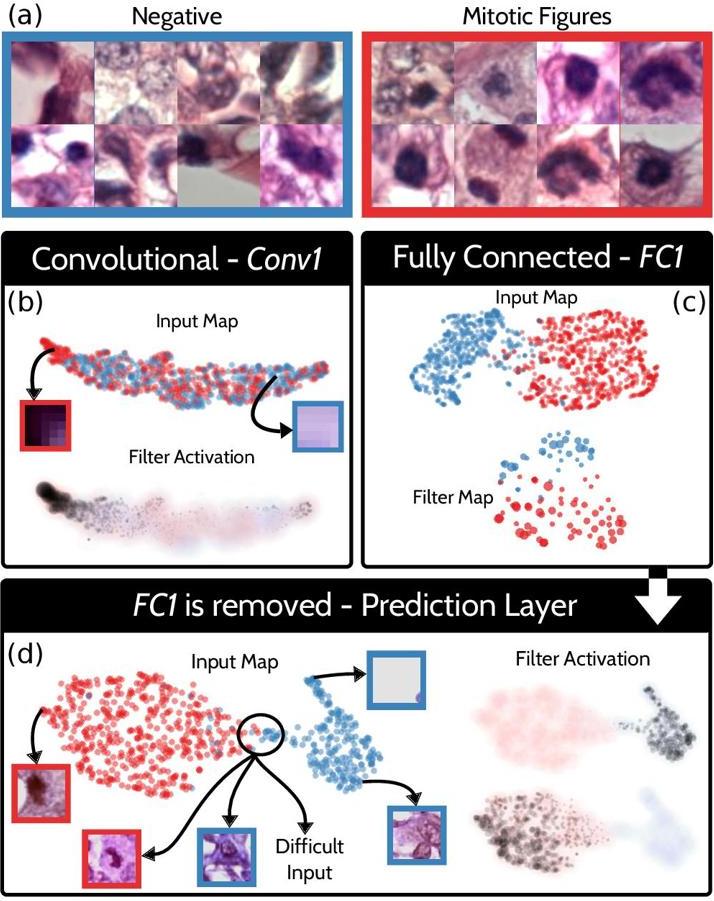 (a)
Negative
Mitotic Figures
Convolutional - Conv1
(b)
Input Map
Filter Activation
Fully Connected - FC1
Input Map
(c)
Filter Map
FC1 is removed - Prediction Layer
(d)
Input Map
Filter Activation
Difficult
Input